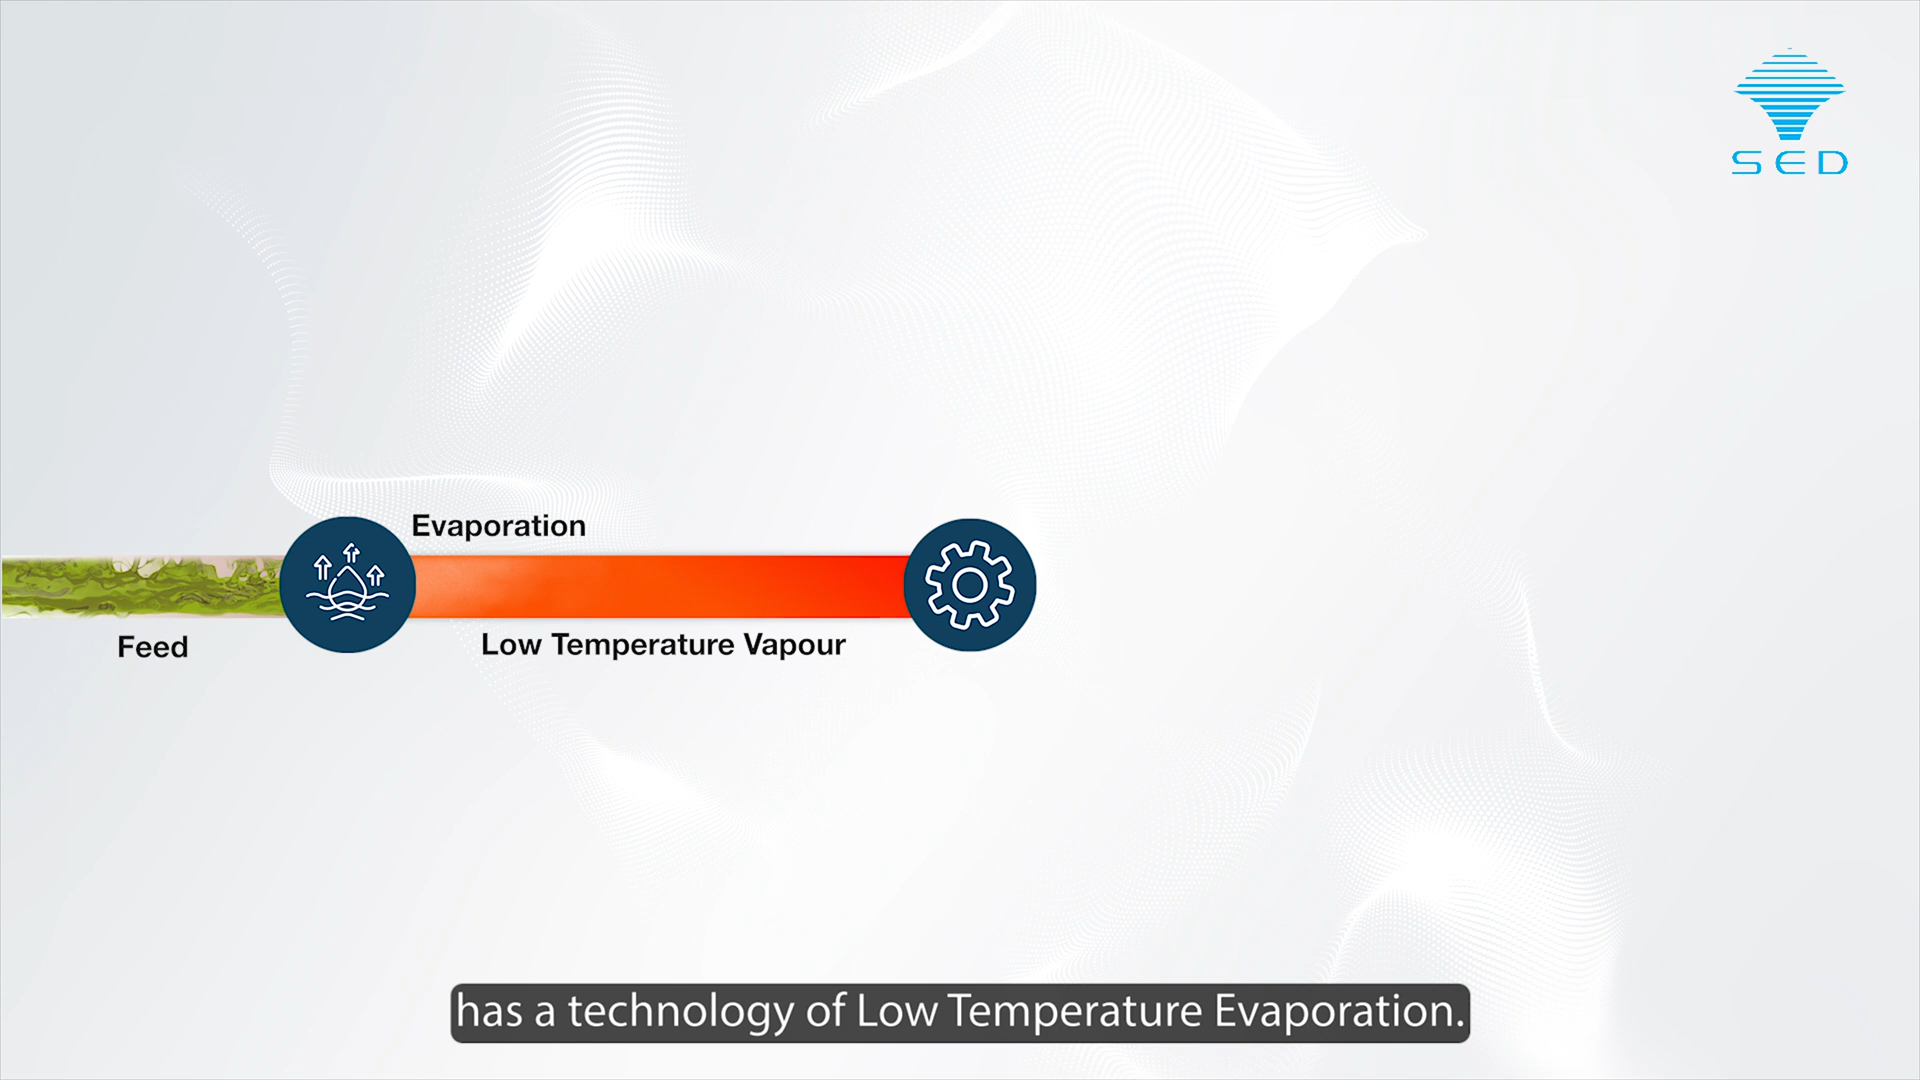 SED
Evaporation
Feed
Low Temperature Vapour
has a technology of Low Temperature Evaporation.